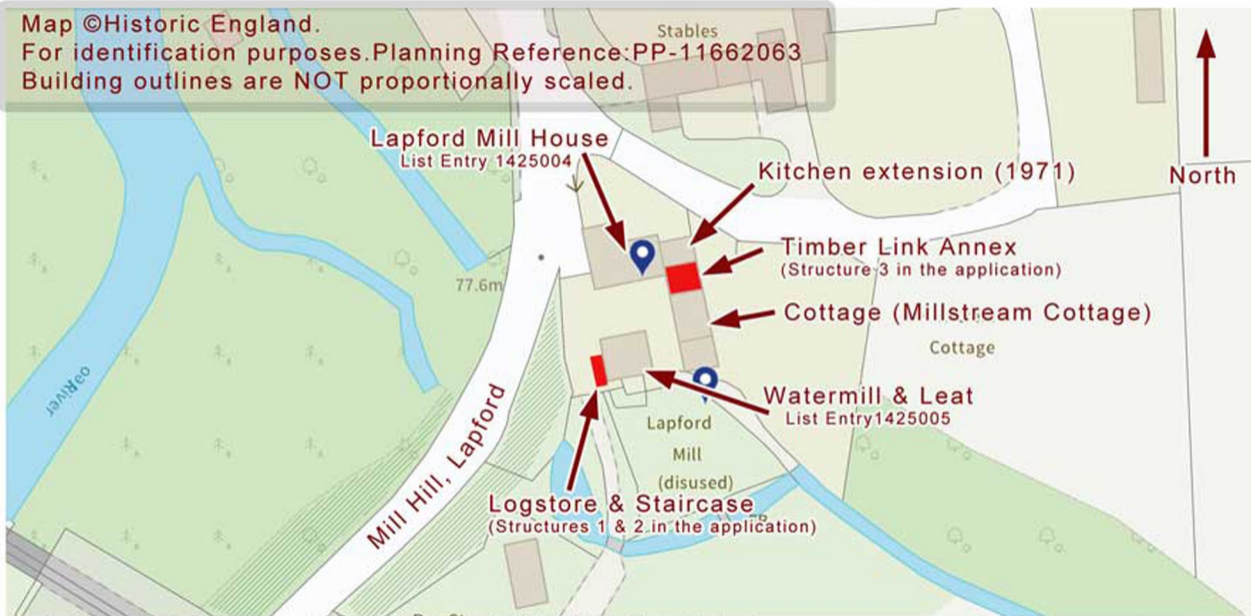 Map ©Historic England.
For identification purposes.Planning Reference:PP-11662063
Building outlines are NOT proportionally scaled.
Stables
Lapford Mill House
List Entry 1425004
Kitchen extension (1971)
North
Timber Link Annex
(Structure 3 in the application)
77.6m
Cottage (Millstream Cottage)
Cottage
River
Watermill & Leat
List Entry1425005
Lapford
Mill
(disused)
Mill Hill, Lapford
Logstore & Staircase
(Structures 1 & 2 in the application)